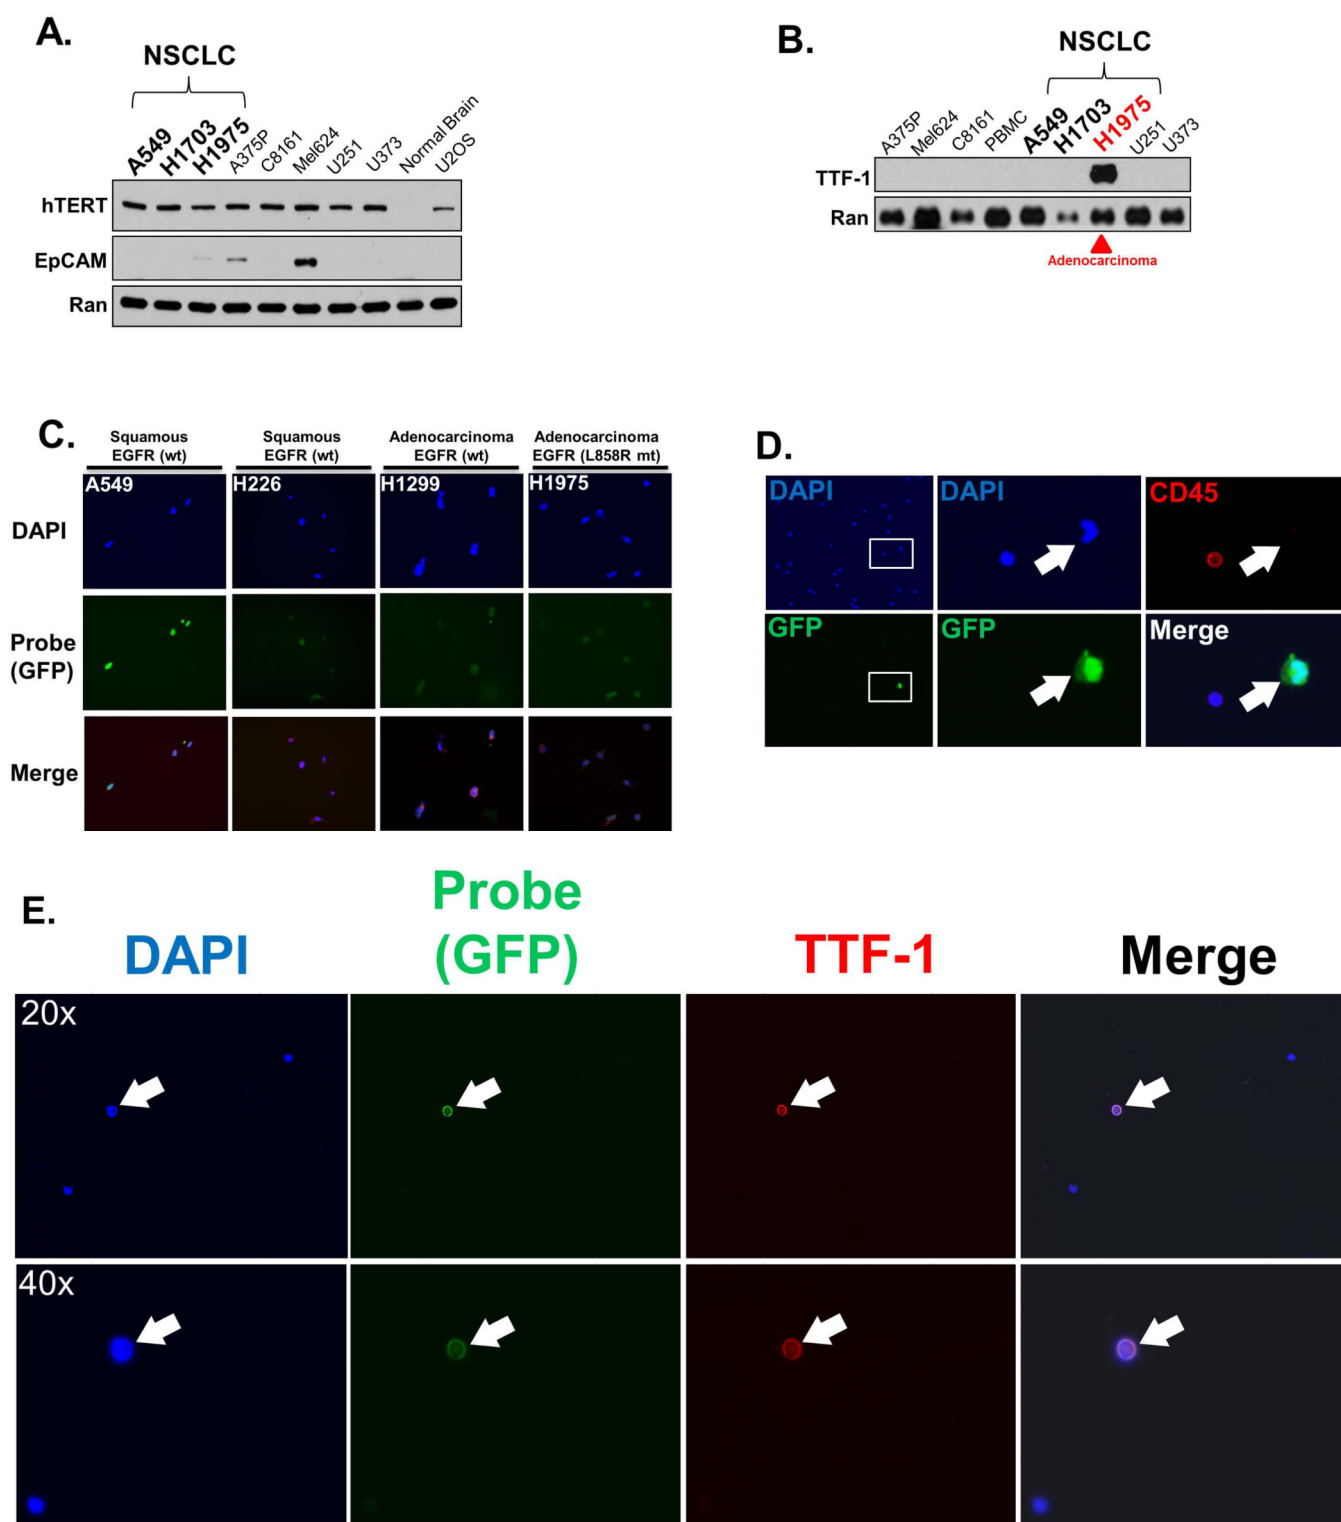 A.
NSCLC
A549
H1703
H1975
A375P
C8161
Mel624
U251
U373
Normal Brain
U2OS
hTERT
EpCAM
Ran
B.
NSCLC
A375P
Mel624
C8161
PBMC
A549
H1703
H1975
U251
U373
TTF-1
Ran
Adenocarcinoma
C.
Squamous
EGFR (wt)
Squamous
EGFR (wt)
Adenocarcinoma
EGFR (wt)
Adenocarcinoma
EGFR (L858R mt)
A549
H226
H1299
H1975
DAPI
Probe
(GFP)
Merge
D.
DAPI
DAPI
CD45
GFP
GFP
Merge
E.
DAPI
Probe
(GFP)
TTF-1
Merge
20x
40x